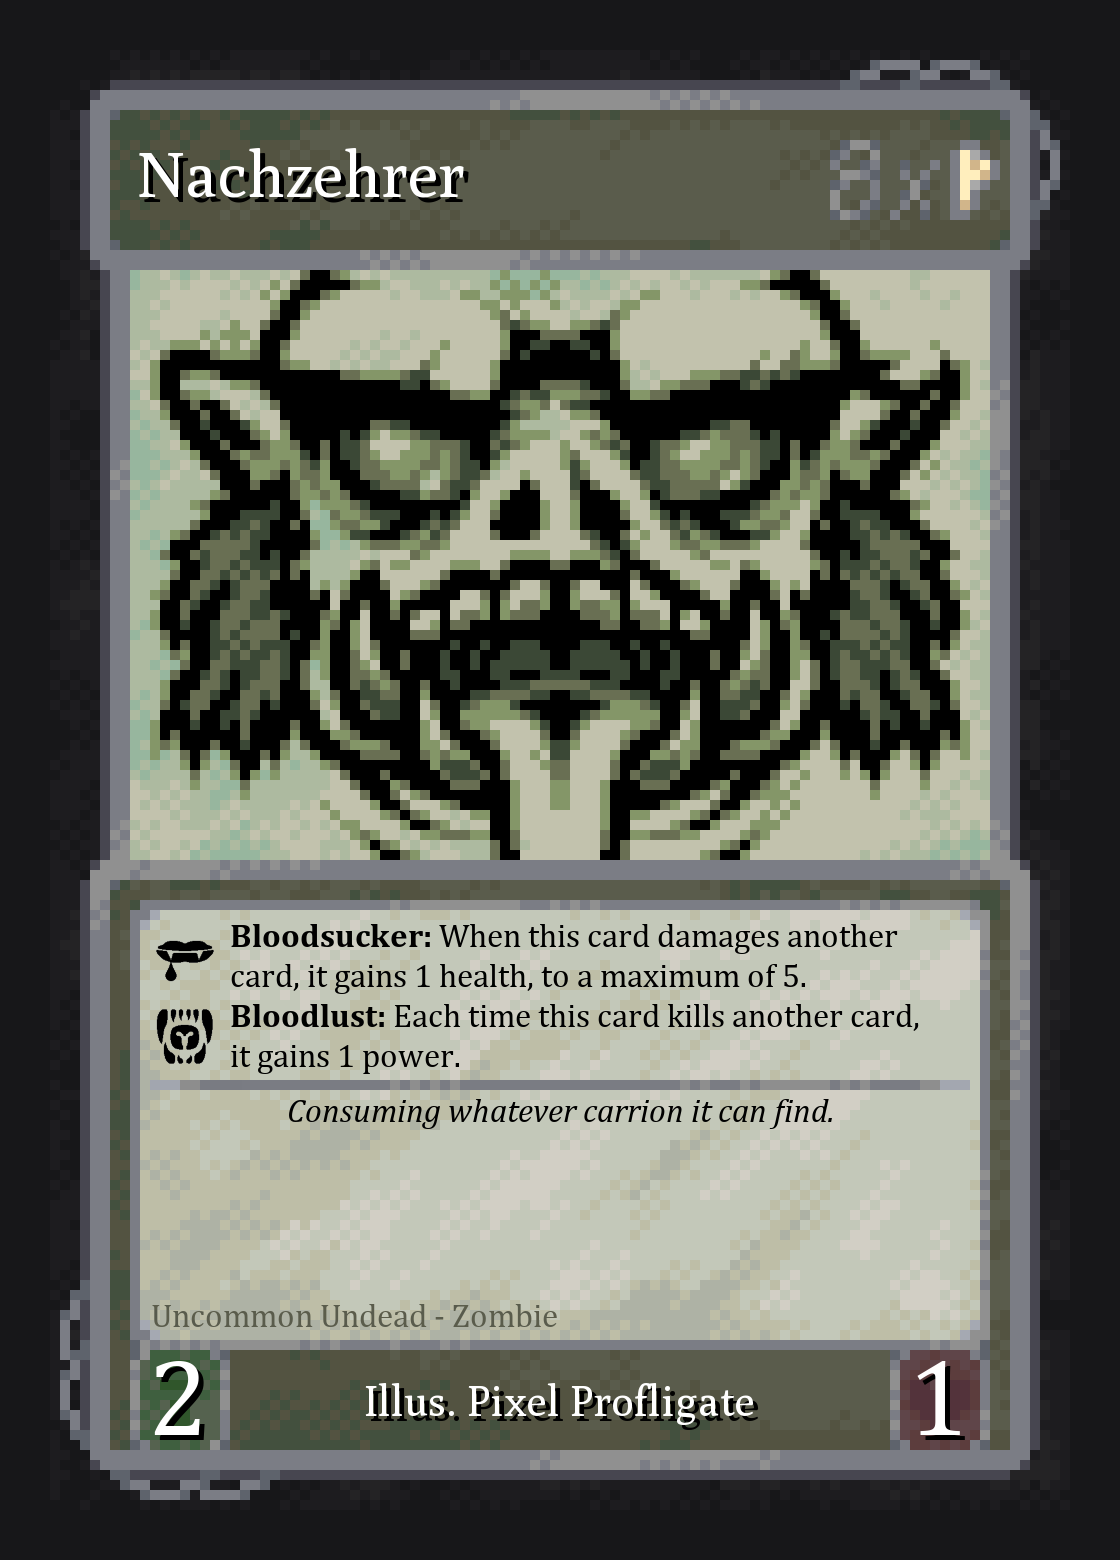 Nachzehrer 8x
Bloodsucker: When this card damages another
card, it gains 1 health, to a maximum of 5.
Bloodlust: Each time this card kills another card,
it gains 1 power.
Consuming whatever carrion it can find.
Uncommon Undead - Zombie
2 Illus. Pixel Profligate 1